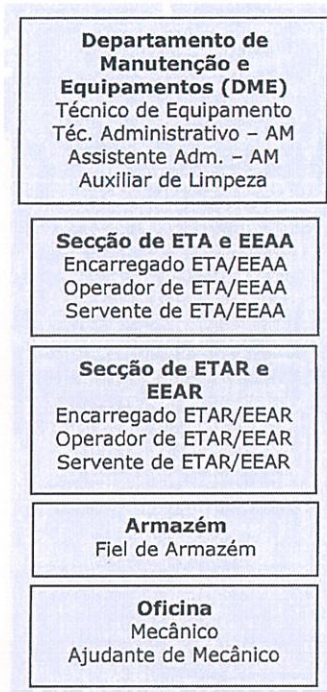 Departamento de
Manutenção e
Equipamentos (DME)
Técnico de Equipamento
Téc. Administrativo – AM
Assistente Adm. – AM
Auxiliar de Limpeza
Secção de ETA e EEAA
Encarregado ETA/EEAA
Operador de ETA/EEAA
Servente de ETA/EEAA
Secção de ETAR e
EEAR
Encarregado ETAR/EEAR
Operador de ETAR/EEAR
Servente de ETAR/EEAR
Armazém
Fiel de Armazém
Oficina
Mecânico
Ajudante de Mecânico